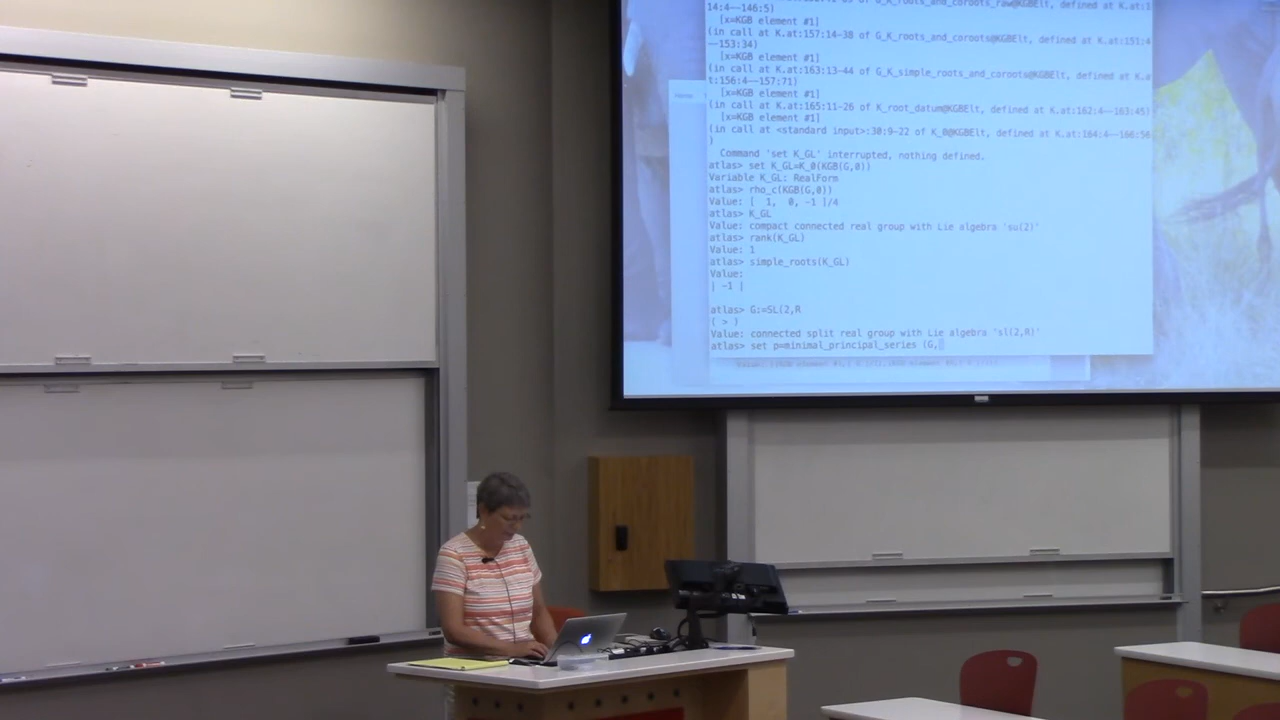 14:4--146:5)
[x=KGB element #1]
(in call at K.at:157:14-38 of G_K_roots_and_coroots@KGBElt, defined at K.at:151:4
--153:34)
[x=KGB element #1]
(in call at K.at:163:13-44 of G_K_simple_roots_and_coroots@KGBElt, defined at K.a
t:156:4--157:71)
[x=KGB element #1]
(in call at K.at:165:11-26 of K_root_datum@KGBElt, defined at K.at:162:4--163:45)
[x=KGB element #1]
(in call at <standard input>:30:9-22 of K_0@KGBElt, defined at K.at:164:4--166:56
)
Command 'set K_GL' interrupted, nothing defined.
atlas> set K_GL=K_0(KGB(G,0))
Variable K_GL: RealForm
atlas> rho_c(KGB(G,0))
Value: [  1,  0, -1 ]/4
atlas> K_GL
Value: compact connected real group with Lie algebra 'su(2)'
atlas> rank(K_GL)
Value: 1
atlas> simple_roots(K_GL)
Value:
| -1 |
atlas> G:=SL(2,R
( > )
Value: connected split real group with Lie algebra 'sl(2,R)'
atlas> set p=minimal_principal_series (G,